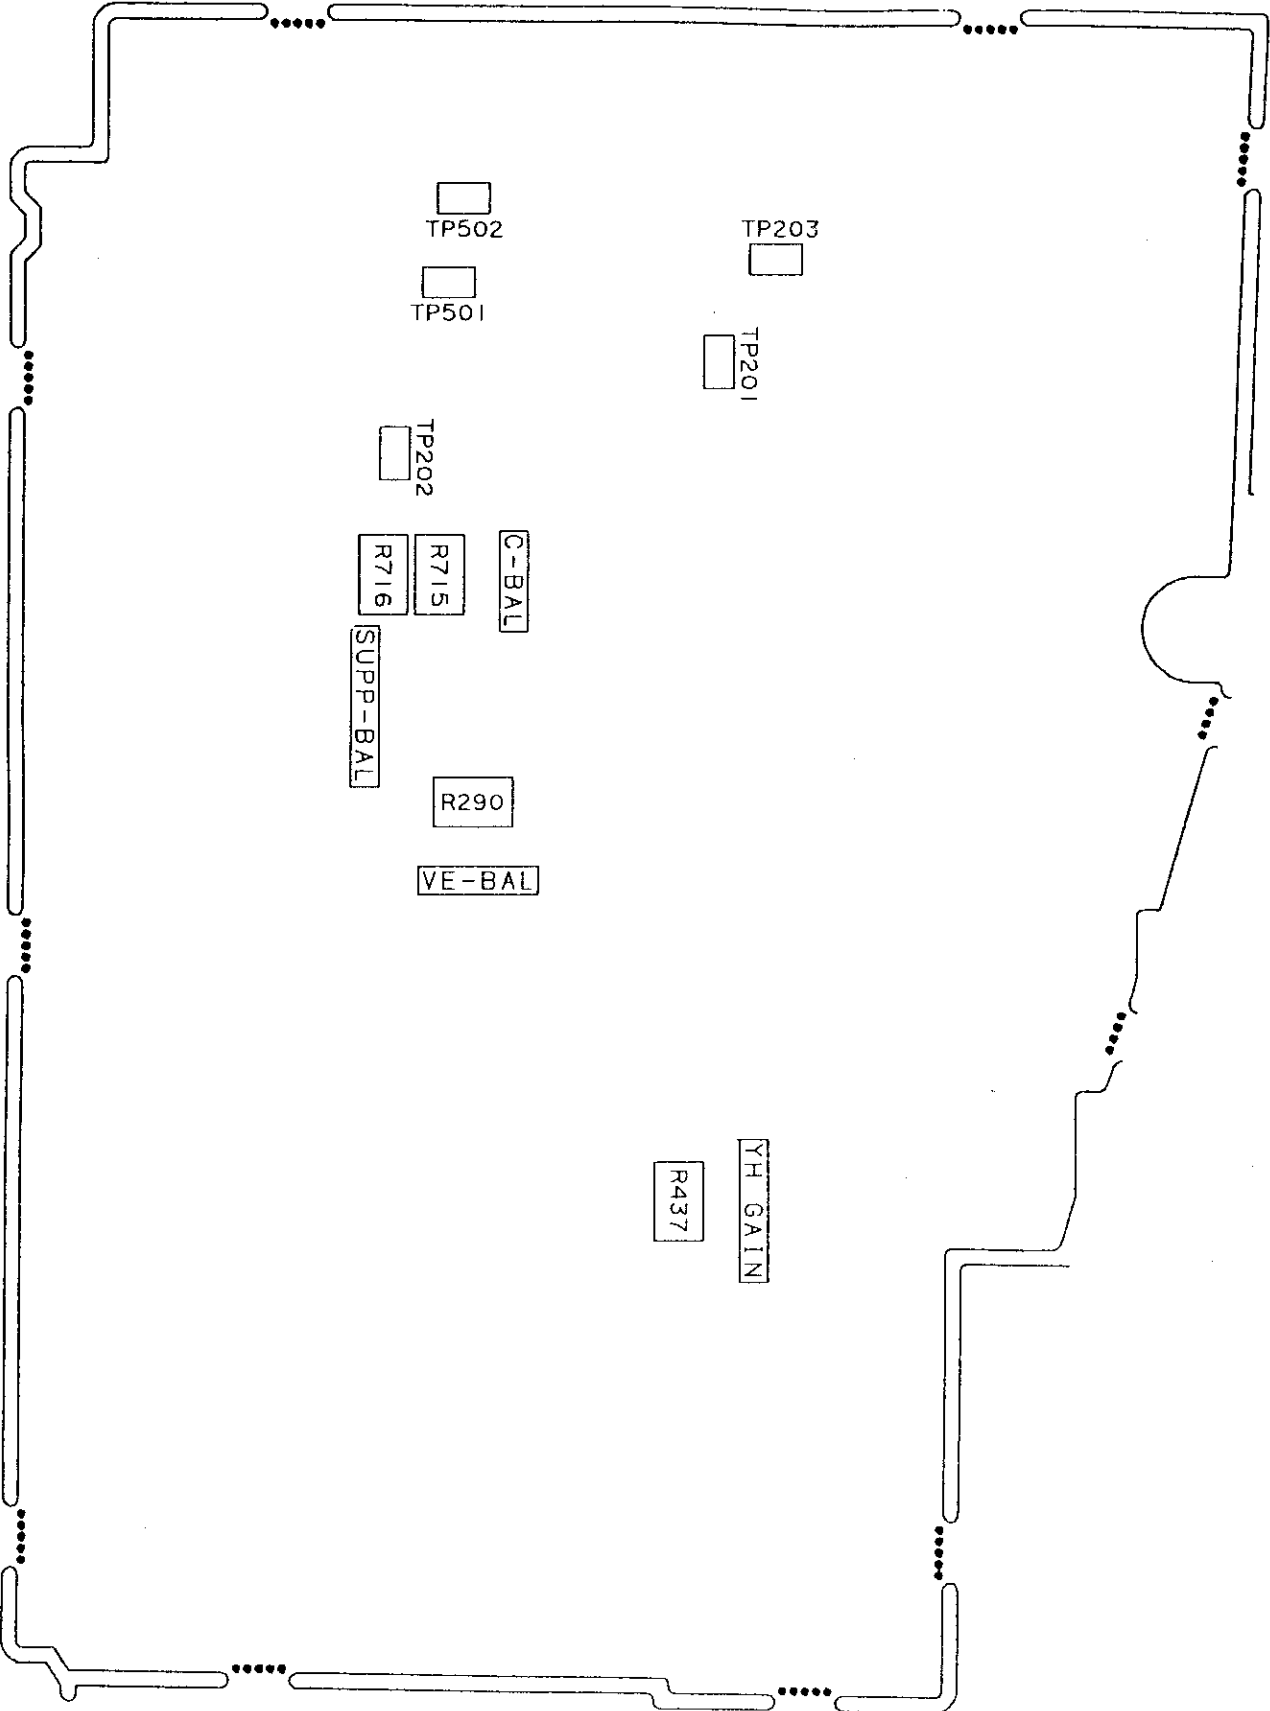 TP502
TP203
TP501
TP201
TP202
C-BAL
R715
R716
SUPP-BAL
R290
VE-BAL
YH GAIN
R437